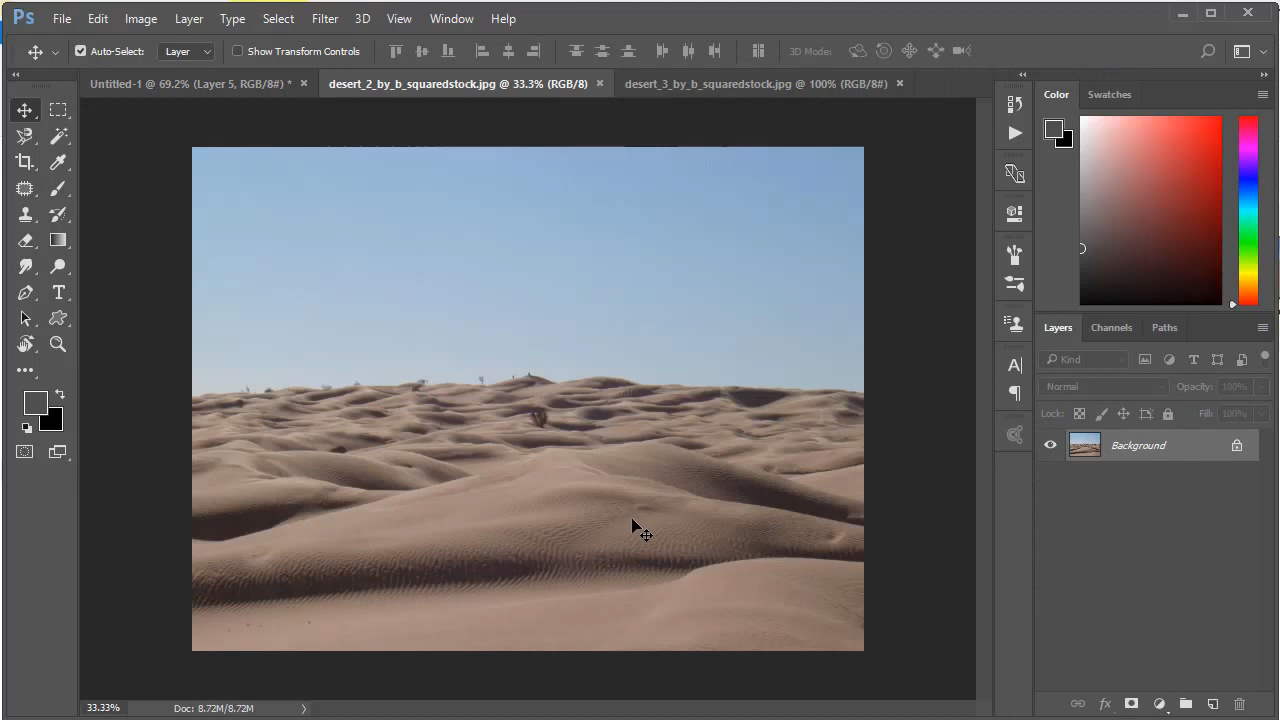 Ps File Edit Image Layer Type Select Filter 3D View Window Help
Auto-Select: Layer Show Transform Controls 3D Mode:
Untitled-1 @ 69.2% (Layer 5, RGB/8#) * × desert_2_by_b_squaredstock.jpg @ 33.3% (RGB/8) × desert_3_by_b_squaredstock.jpg @ 100% (RGB/8#) ×
Color Swatches
Layers Channels Paths
Kind
Normal Opacity: 100%
Lock: Fill: 100%
Background
33.33% Doc: 8.72M/8.72M